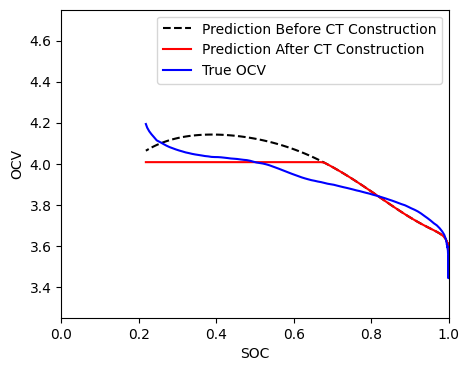 Prediction Before CT Construction
Prediction After CT Construction
True OCV
4.6
4.4
4.2
4.0
3.8
3.6
3.4
OCV
0.0 0.2 0.4 0.6 0.8 1.0
SOC